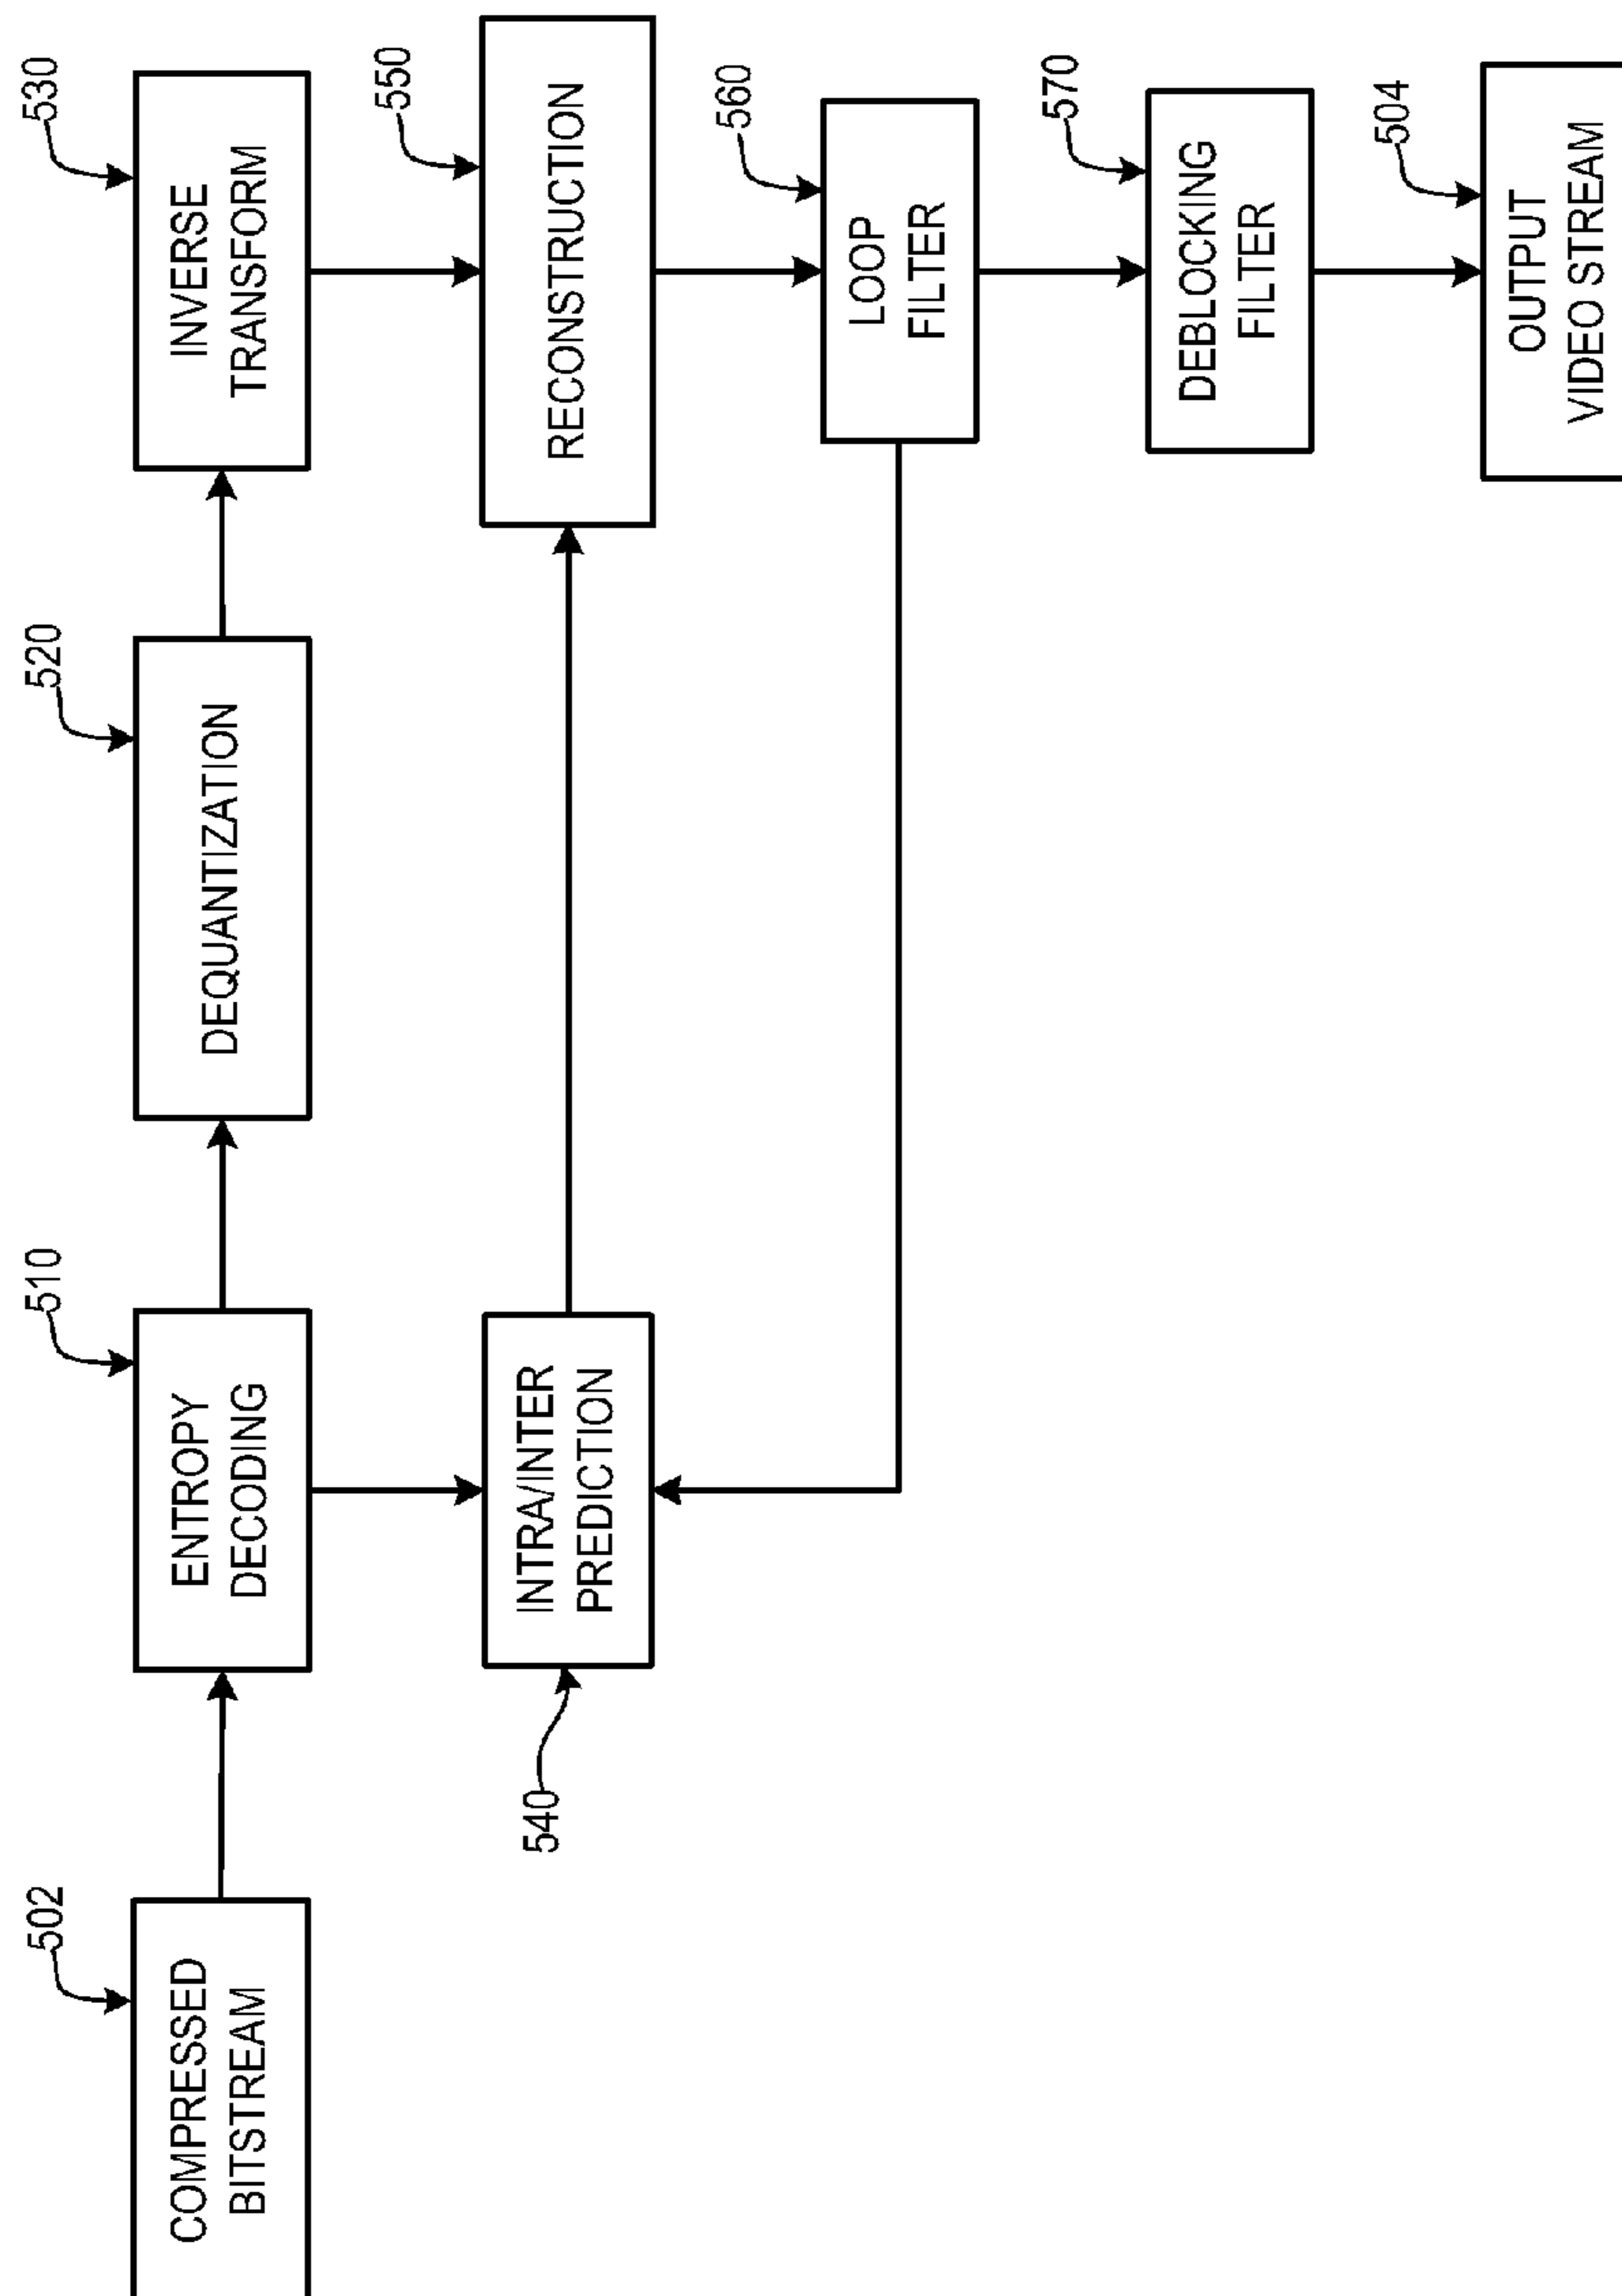 502
COMPRESSED
BITSTREAM
510
ENTROPY
DECODING
520
DEQUANTIZATION
530
INVERSE
TRANSFORM
540
INTRA/INTER
PREDICTION
550
RECONSTRUCTION
560
LOOP
FILTER
570
DEBLOCKING
FILTER
504
OUTPUT
VIDEO STREAM